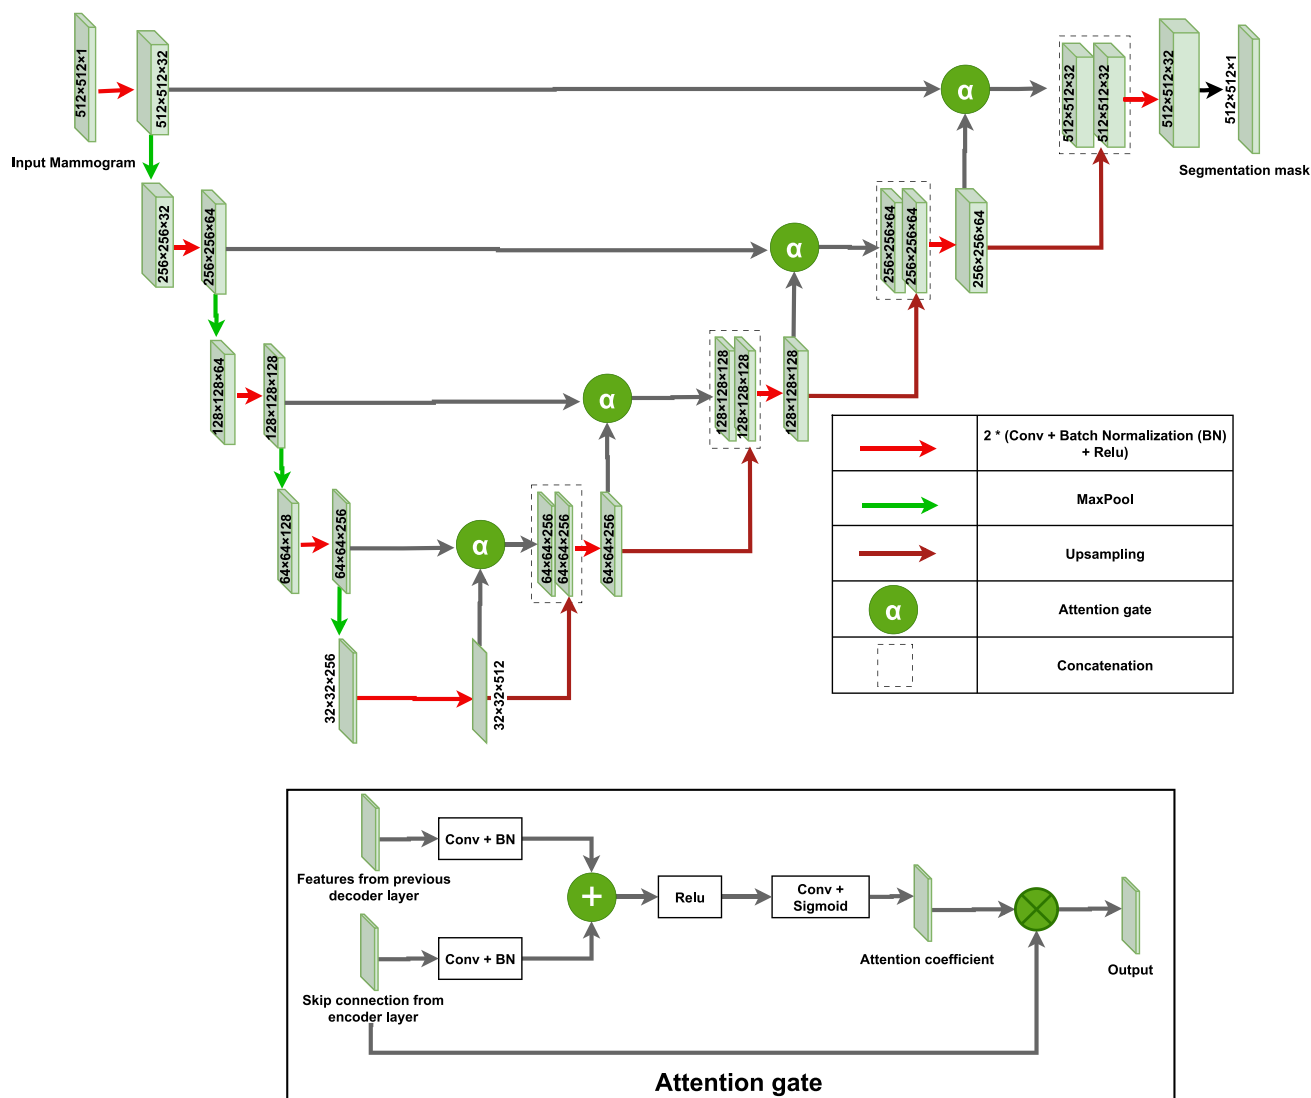 512×512×1
512×512×32
Input Mammogram
α
512×512×32
512×512×32
512×512×32
512×512×1
Segmentation mask
256×256×32
256×256×64
α
256×256×64
256×256×64
256×256×64
128×128×64
128×128×128
α
128×128×128
128×128×128
128×128×128
64×64×128
64×64×256
α
64×64×256
64×64×256
64×64×256
32×32×256
32×32×512
2 * (Conv + Batch Normalization (BN)
+ Relu)
MaxPool
Upsampling
α
Attention gate
Concatenation
Conv + BN
Features from previous
decoder layer
+
Relu
Conv +
Sigmoid
Conv + BN
Skip connection from
encoder layer
Attention coefficient
Output
Attention gate